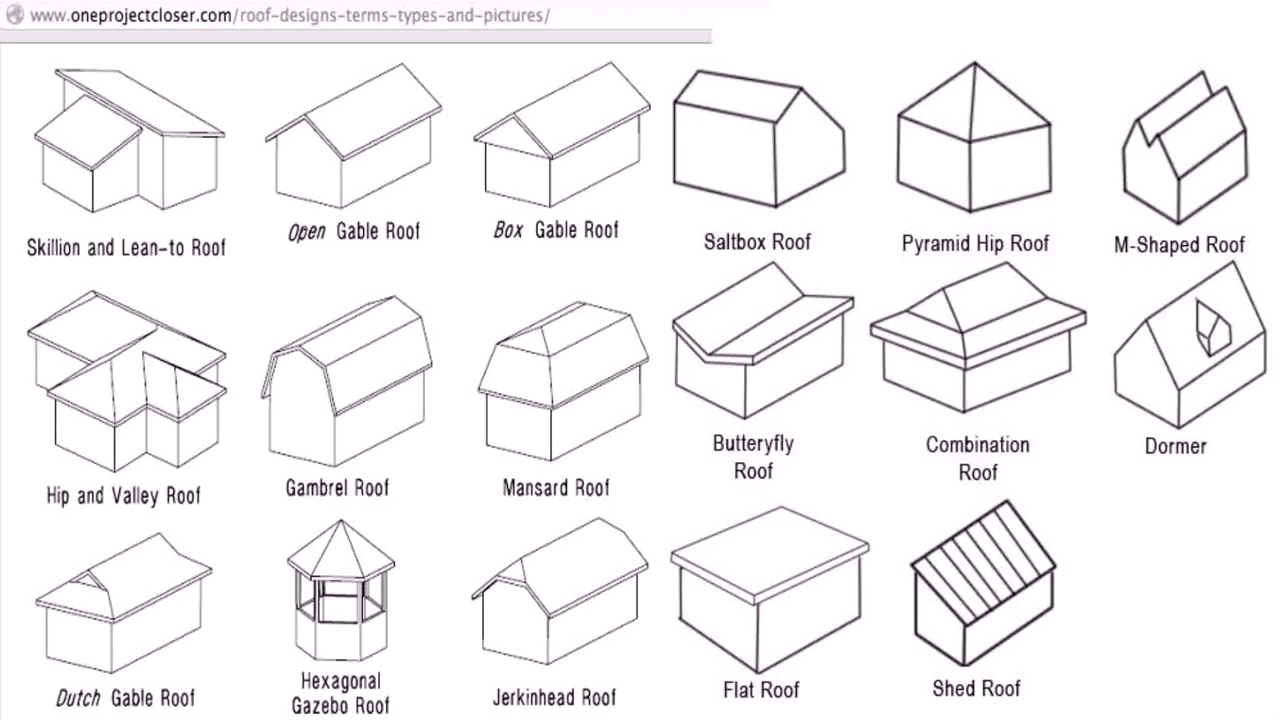 www.oneprojectcloser.com/roof-designs-terms-types-and-pictures/
Skillion and Lean-to Roof
Open Gable Roof
Box Gable Roof
Saltbox Roof
Pyramid Hip Roof
M-Shaped Roof
Hip and Valley Roof
Gambrel Roof
Mansard Roof
Butteryfly
Roof
Combination
Roof
Dormer
Dutch Gable Roof
Hexagonal
Gazebo Roof
Jerkinhead Roof
Flat Roof
Shed Roof